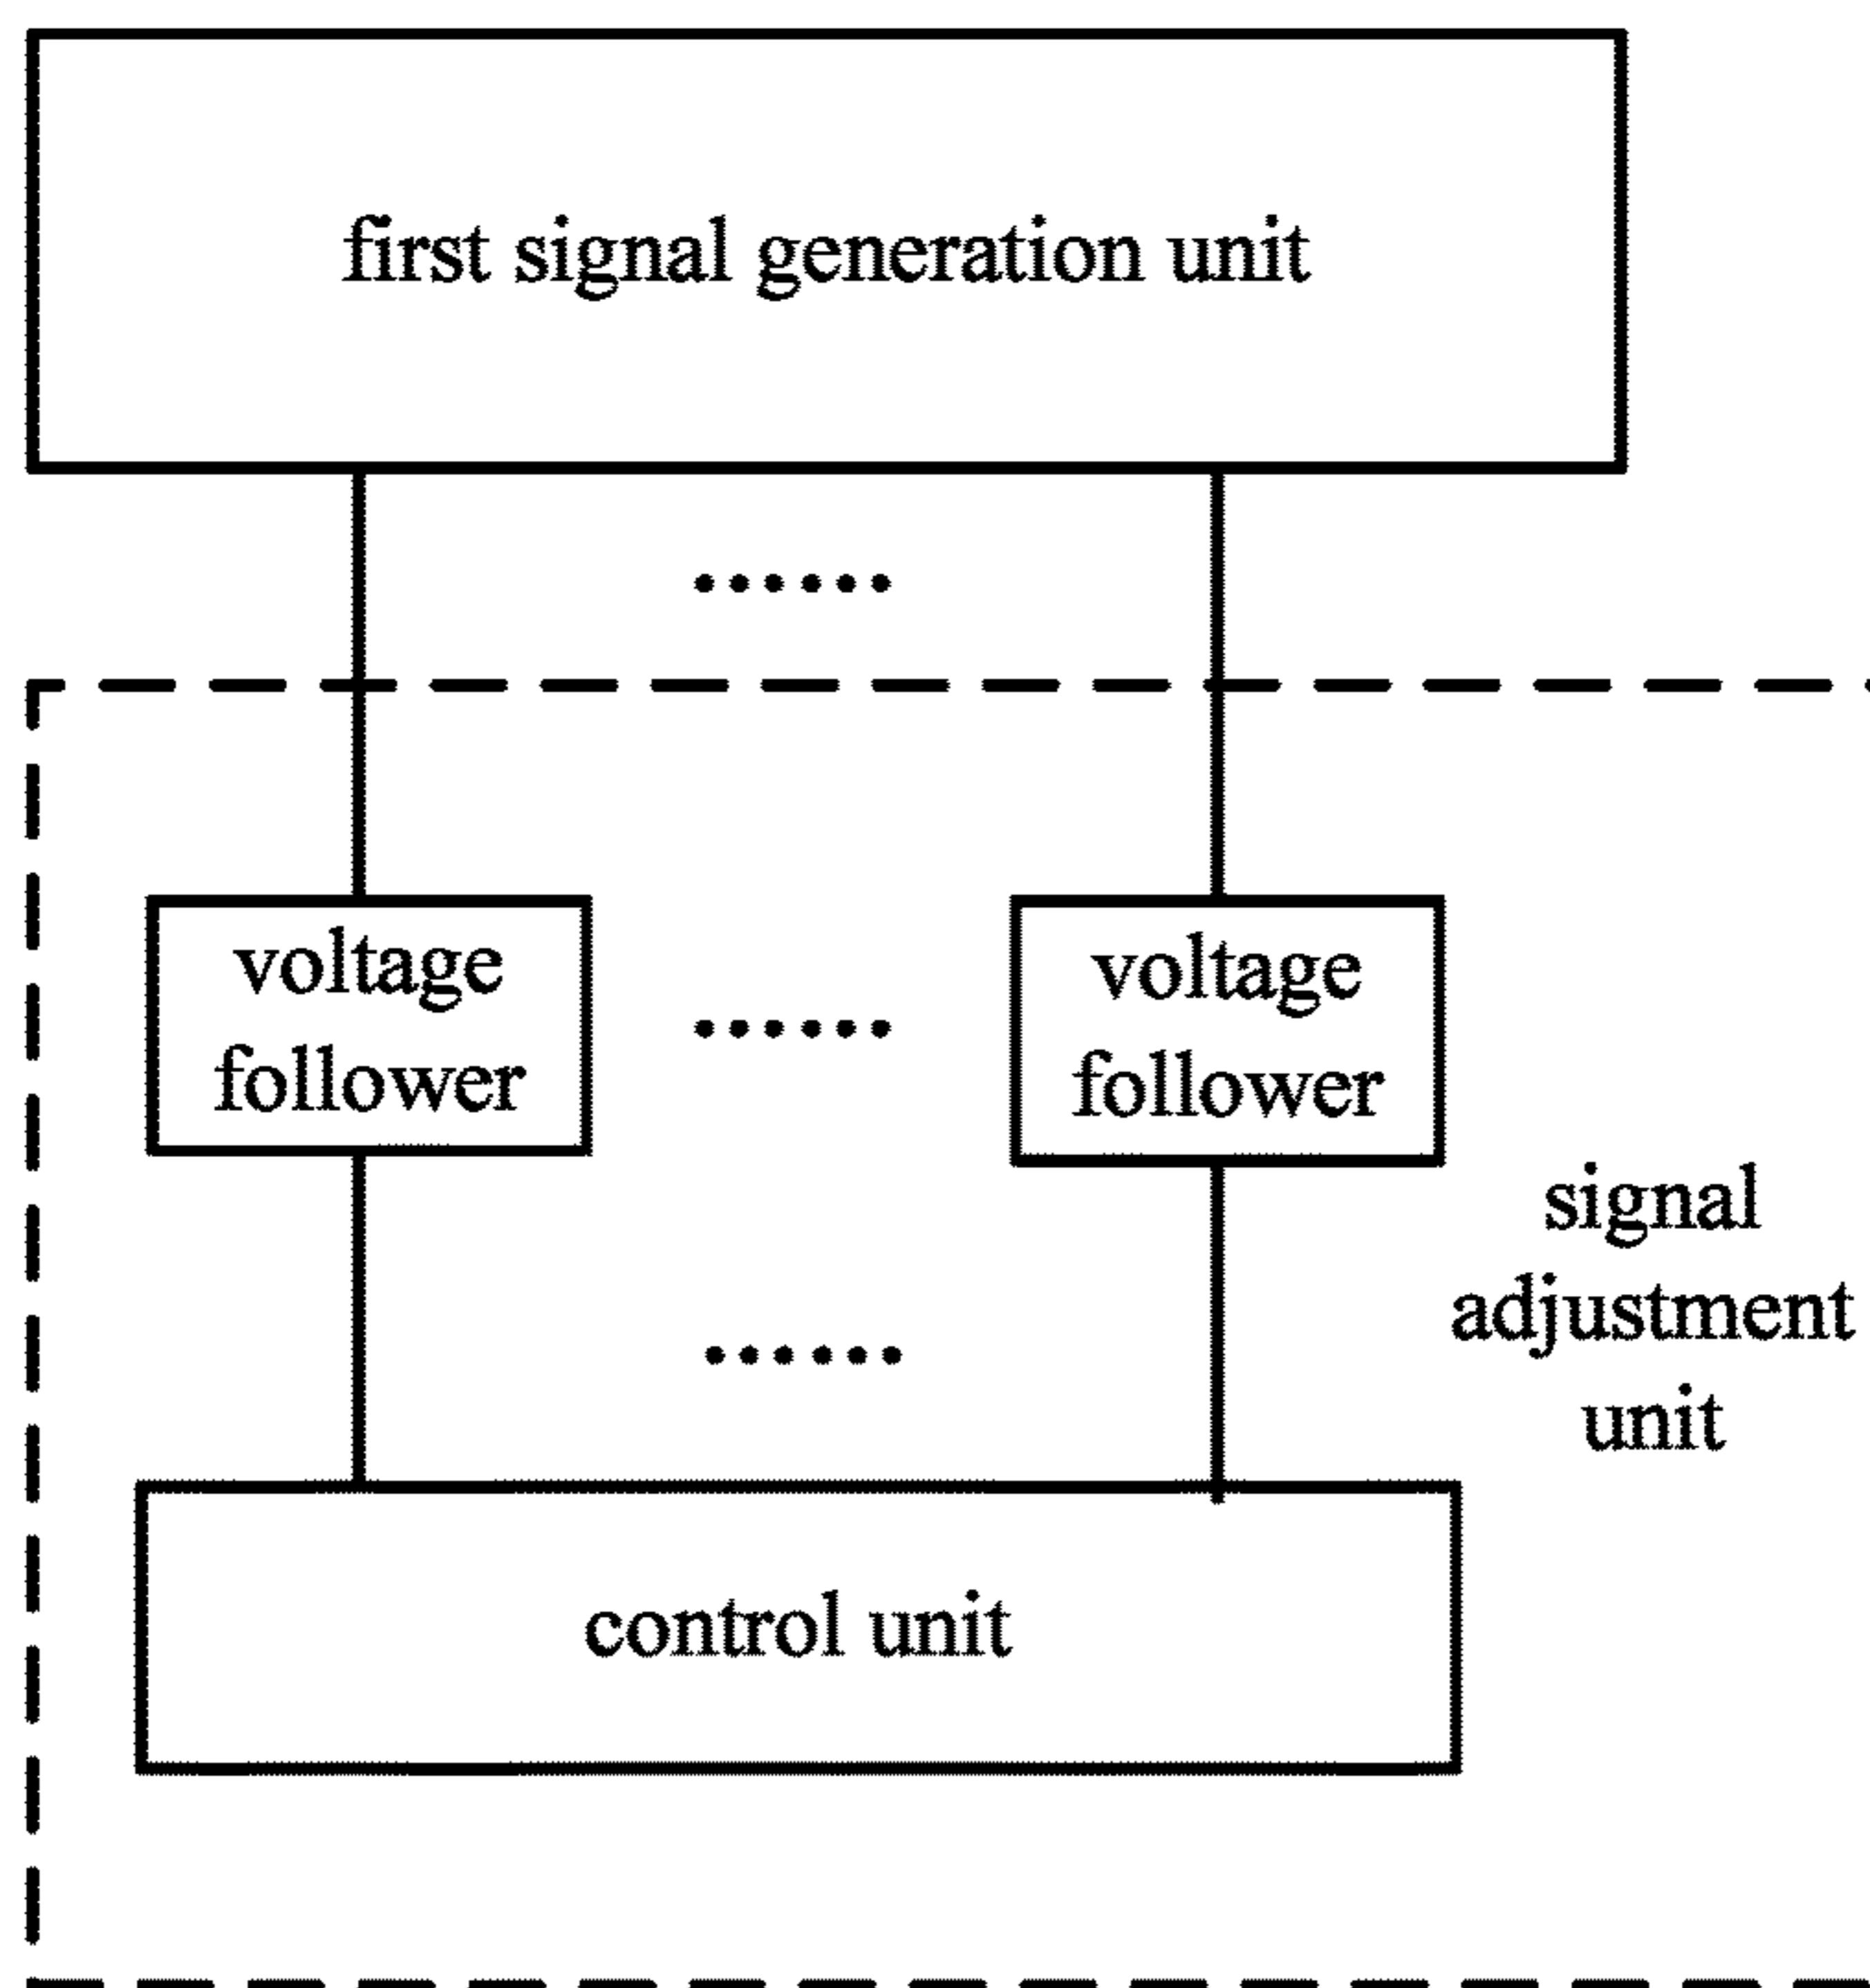 first signal generation unit
......
voltage
follower
......
voltage
follower
......
signal
adjustment
unit
control unit